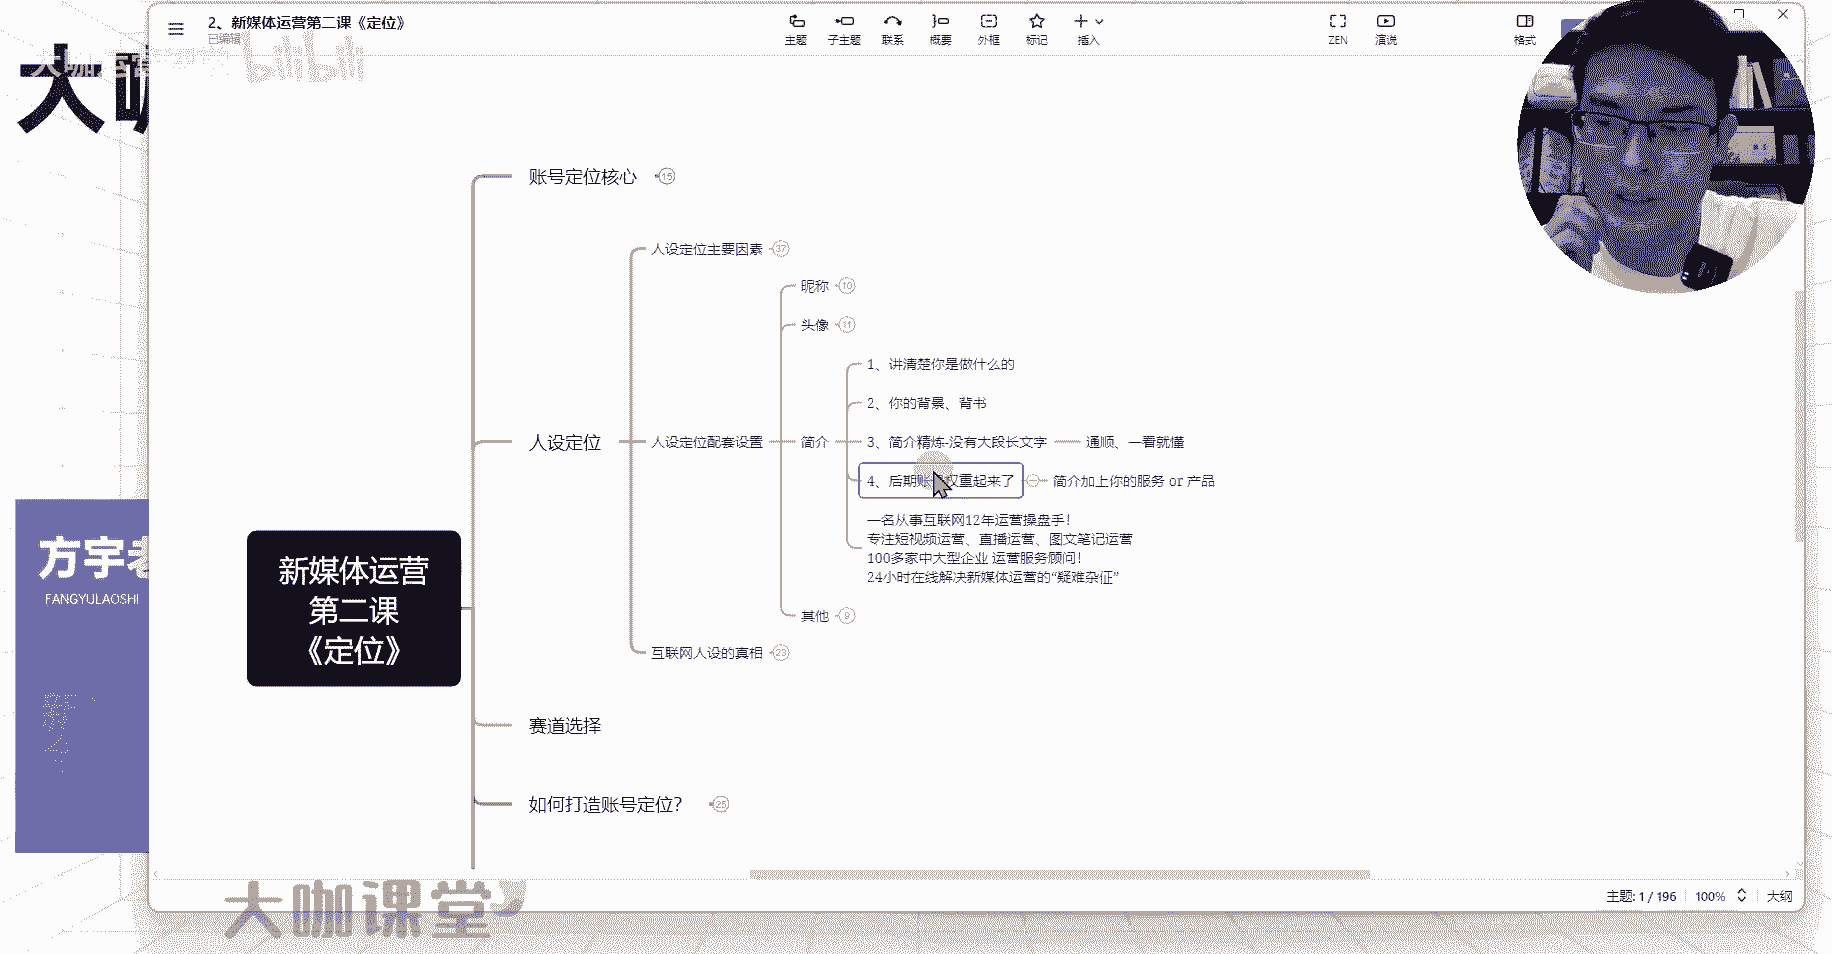 2、新媒体运营第二课《定位》
已编辑
主题
子主题
联系
概要
外框
标记
插入
ZEN
演说
格式
大咖运营
bilibili
大
账号定位核心
15
人设定位主要因素
37
昵称
10
头像
11
1、讲清楚你是做什么的
2、你的背景、背书
人设定位
人设定位配套设置
简介
3、简介精炼-没有大段长文字
通顺、一看就懂
4、后期账号权重起来了
简介加上你的服务 or 产品
一名从事互联网12年运营操盘手!
专注短视频运营、直播运营、图文笔记运营
100多家中大型企业 运营服务顾问!
24小时在线解决新媒体运营的“疑难杂征”
其他
9
互联网人设的真相
23
新媒体运营
第二课
《定位》
赛道选择
如何打造账号定位?
25
方宇老
FANGYULAOSHI
大咖课堂
主题: 1 / 196
100%
大纲